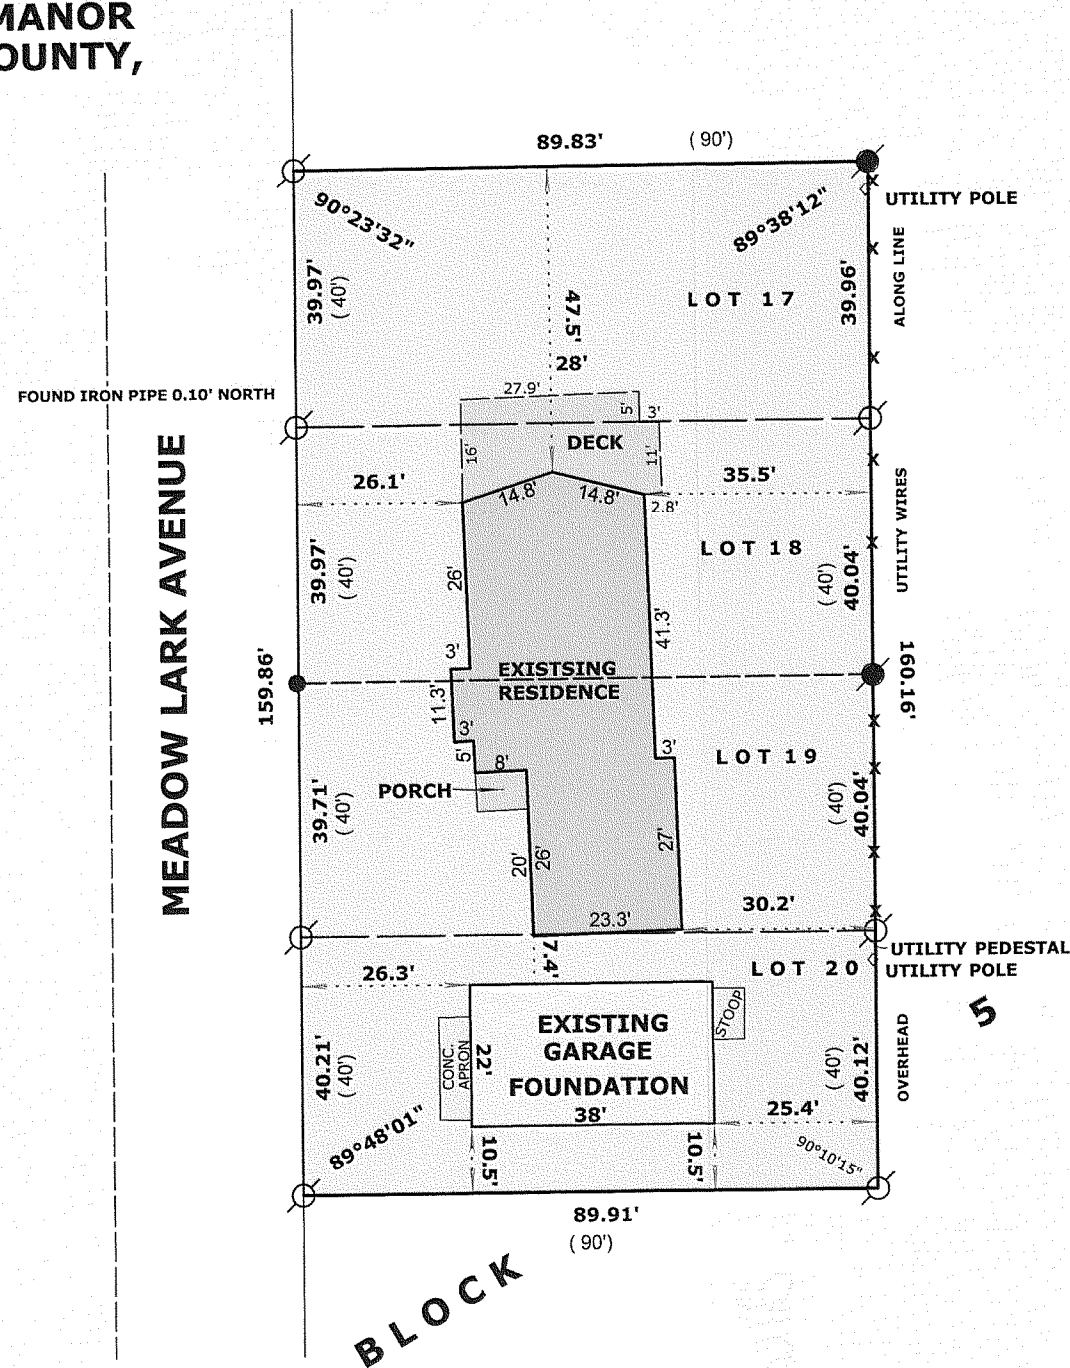 MANOR
OUNTY,
89.83' ( 90')
90°23'32"
89°38'12"
UTILITY POLE
39.97'
( 40')
47.5'
LOT 17
39.96'
ALONG LINE
28'
27.9'
5'
3'
FOUND IRON PIPE 0.10' NORTH
DECK
16'
11'
26.1'
14.8'
14.8'
2.8'
35.5'
UTILITY WIRES
MEADOW LARK AVENUE
39.97'
( 40')
26'
LOT 18
( 40')
40.04'
41.3'
3'
EXISTSING
RESIDENCE
159.86'
160.16'
11.3'
3'
5'
8'
3'
LOT 19
PORCH
39.71'
( 40')
20'
26'
27'
( 40')
40.04'
23.3'
30.2'
7.4'
UTILITY PEDESTAL
LOT 20
UTILITY POLE
26.3'
5
STOOP
EXISTING
GARAGE
FOUNDATION
CONC.
APRON
22'
38'
40.21'
( 40')
( 40')
40.12'
OVERHEAD
25.4'
89°48'01"
10.5'
10.5'
90°10'15"
89.91'
( 90')
BLOCK